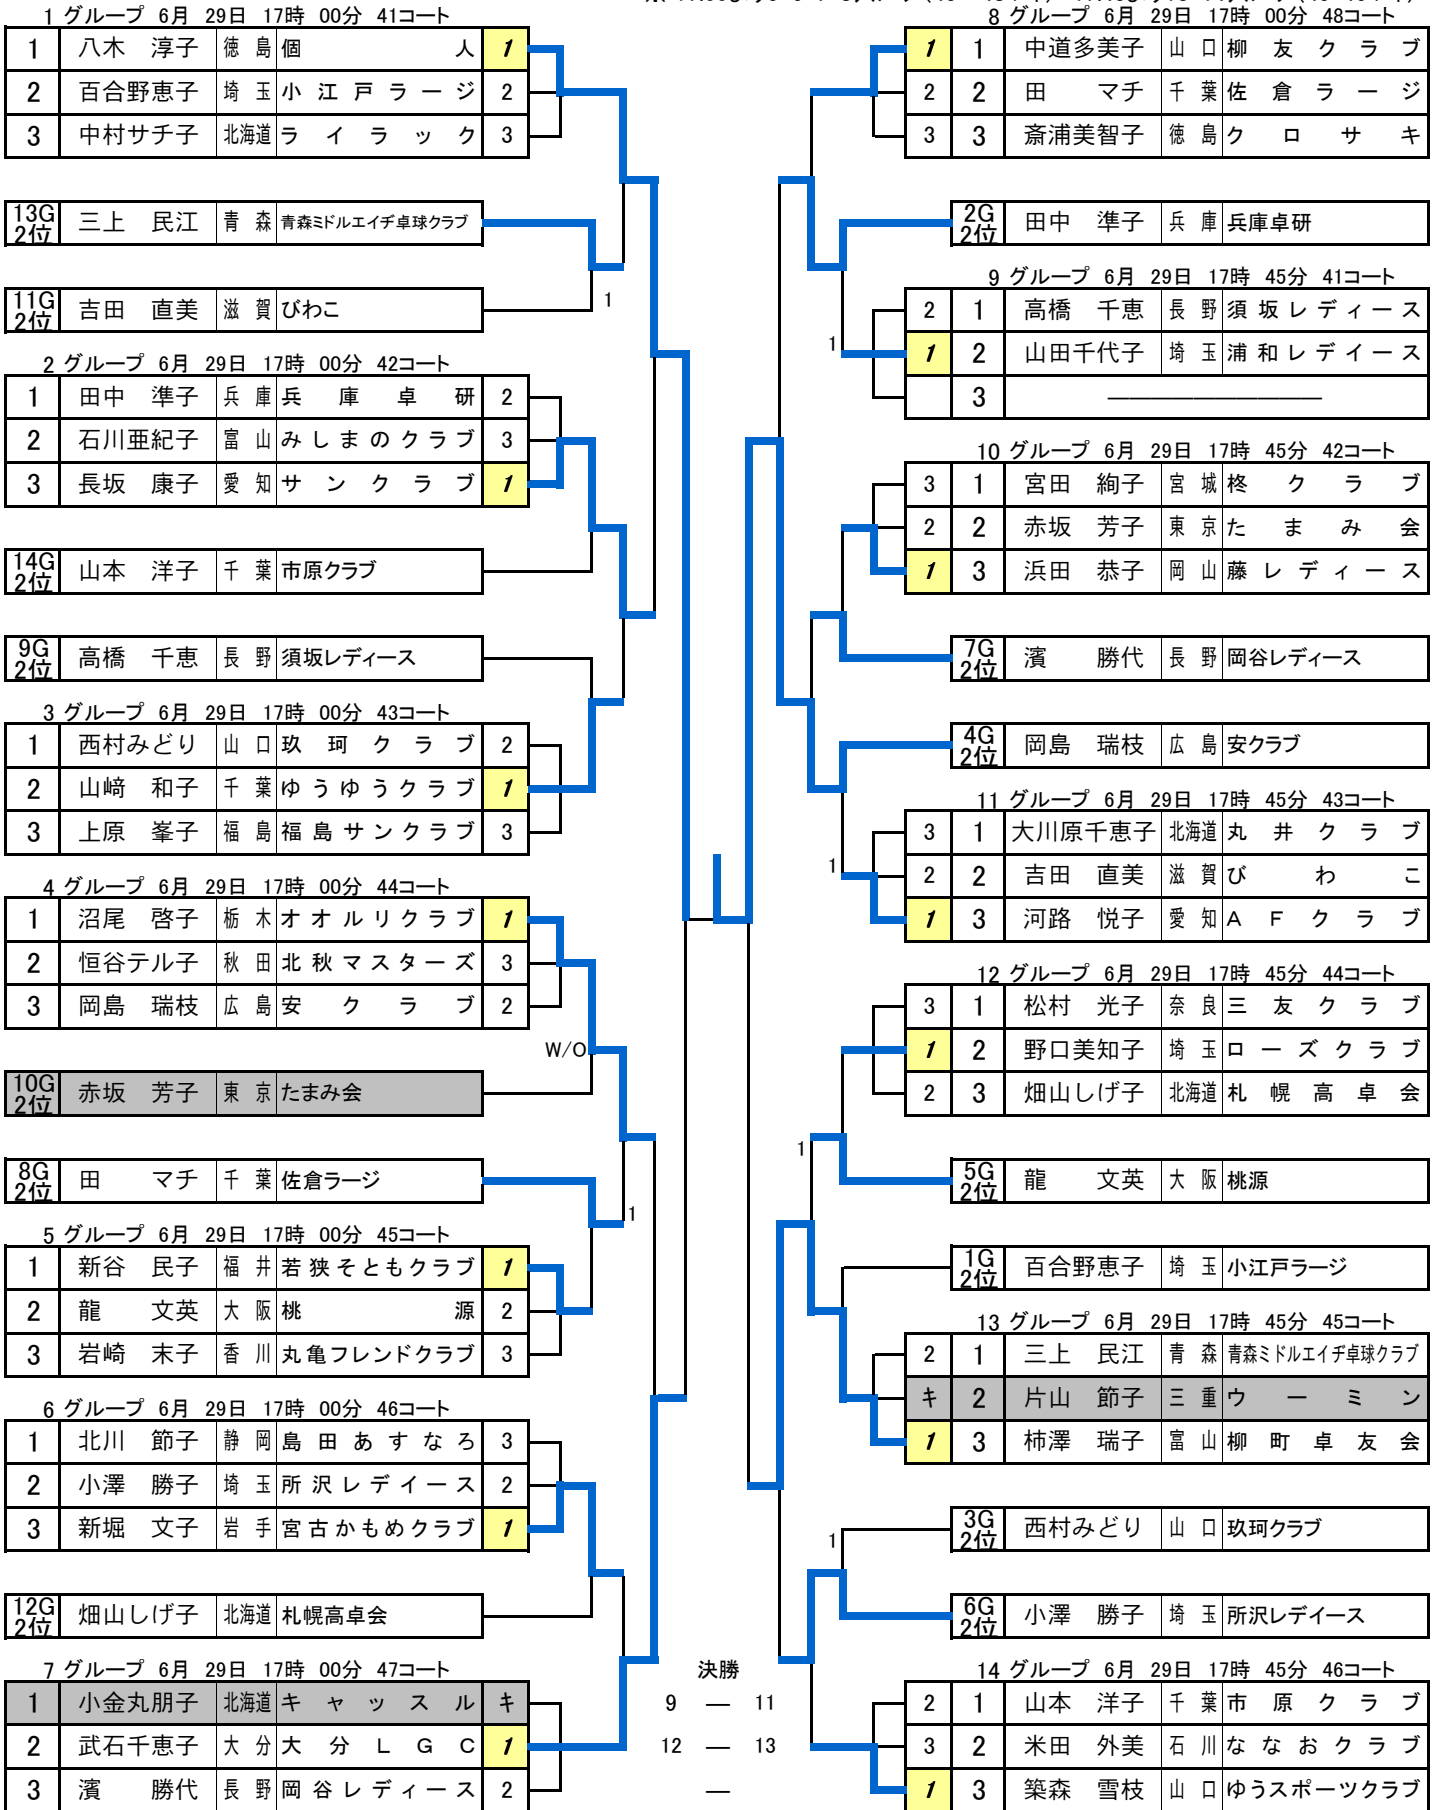 1 グループ 6月 29日 17時 00分 41コート
1 八木 淳子 徳島 個人 1
2 百合野恵子 埼玉 小江戸ラージ 2
3 中村サチ子 北海道 ライラック 3
13G 2位 三上 民江 青森 青森ミドルエイヂ卓球クラブ
11G 2位 吉田 直美 滋賀 びわこ
1
2 グループ 6月 29日 17時 00分 42コート
1 田中 準子 兵庫 兵庫卓研 2
2 石川亜紀子 富山 みしまのクラブ 3
3 長坂 康子 愛知 サンクラブ 1
14G 2位 山本 洋子 千葉 市原クラブ
9G 2位 高橋 千恵 長野 須坂レディース
3 グループ 6月 29日 17時 00分 43コート
1 西村みどり 山口 玖珂クラブ 2
2 山﨑 和子 千葉 ゆうゆうクラブ 1
3 上原 峯子 福島 福島サンクラブ 3
4 グループ 6月 29日 17時 00分 44コート
1 沼尾 啓子 栃木 オオルリクラブ 1
2 恒谷テル子 秋田 北秋マスターズ 3
3 岡島 瑞枝 広島 安クラブ 2
W/O
10G 2位 赤坂 芳子 東京 たまみ会
8G 2位 田 マチ 千葉 佐倉ラージ
1
5 グループ 6月 29日 17時 00分 45コート
1 新谷 民子 福井 若狭そともクラブ 1
2 龍 文英 大阪 桃源 2
3 岩崎 末子 香川 丸亀フレンドクラブ 3
6 グループ 6月 29日 17時 00分 46コート
1 北川 節子 静岡 島田あすなろ 3
2 小澤 勝子 埼玉 所沢レデイース 2
3 新堀 文子 岩手 宮古かもめクラブ 1
12G 2位 畑山しげ子 北海道 札幌高卓会
7 グループ 6月 29日 17時 00分 47コート
1 小金丸朋子 北海道 キャッスル キ
2 武石千恵子 大分 大分LGC 1
3 濱 勝代 長野 岡谷レディース 2
決勝
9 ― 11
12 ― 13
―
8 グループ 6月 29日 17時 00分 48コート
1 1 中道多美子 山口 柳友クラブ
2 2 田 マチ 千葉 佐倉ラージ
3 3 斎浦美智子 徳島 クロサキ
2G 2位 田中 準子 兵庫 兵庫卓研
9 グループ 6月 29日 17時 45分 41コート
2 1 高橋 千恵 長野 須坂レディース
1
1 2 山田千代子 埼玉 浦和レデイース
3 ――――――――――
10 グループ 6月 29日 17時 45分 42コート
3 1 宮田 絢子 宮城 柊クラブ
2 2 赤坂 芳子 東京 たまみ会
1 3 浜田 恭子 岡山 藤レディース
7G 2位 濱 勝代 長野 岡谷レディース
4G 2位 岡島 瑞枝 広島 安クラブ
11 グループ 6月 29日 17時 45分 43コート
3 1 大川原千恵子 北海道 丸井クラブ
1
2 2 吉田 直美 滋賀 びわこ
1 3 河路 悦子 愛知 AFクラブ
12 グループ 6月 29日 17時 45分 44コート
3 1 松村 光子 奈良 三友クラブ
1 2 野口美知子 埼玉 ローズクラブ
2 3 畑山しげ子 北海道 札幌高卓会
1
5G 2位 龍 文英 大阪 桃源
1G 2位 百合野恵子 埼玉 小江戸ラージ
13 グループ 6月 29日 17時 45分 45コート
2 1 三上 民江 青森 青森ミドルエイヂ卓球クラブ
キ 2 片山 節子 三重 ウーミン
1 3 柿澤 瑞子 富山 柳町卓友会
3G 2位 西村みどり 山口 玖珂クラブ
1
6G 2位 小澤 勝子 埼玉 所沢レデイース
14 グループ 6月 29日 17時 45分 46コート
2 1 山本 洋子 千葉 市原クラブ
3 2 米田 外美 石川 ななおクラブ
1 3 築森 雪枝 山口 ゆうスポーツクラブ